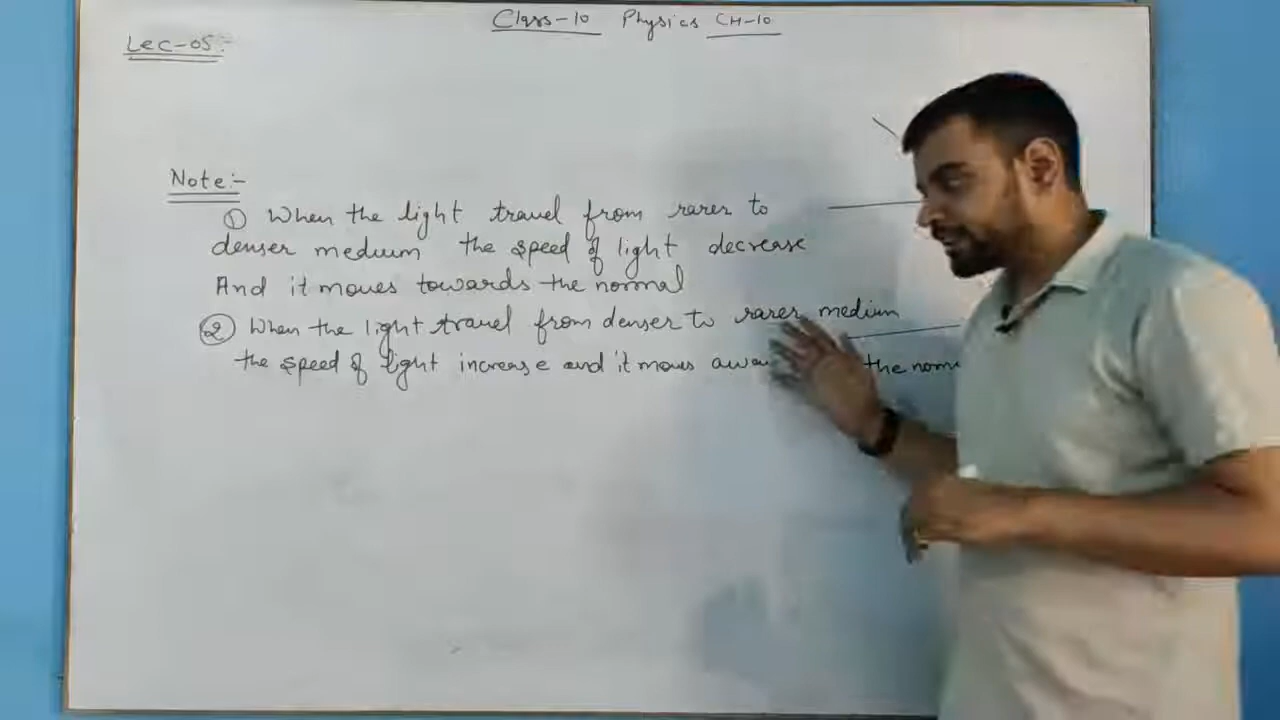 Class-10 Physics CH-10
Lec-05:-
Note:-
① When the light travel from rarer to
denser medium the speed of light decrease
And it moves towards the normal
② When the light travel from denser to rarer medium
the speed of light increase and it moves the